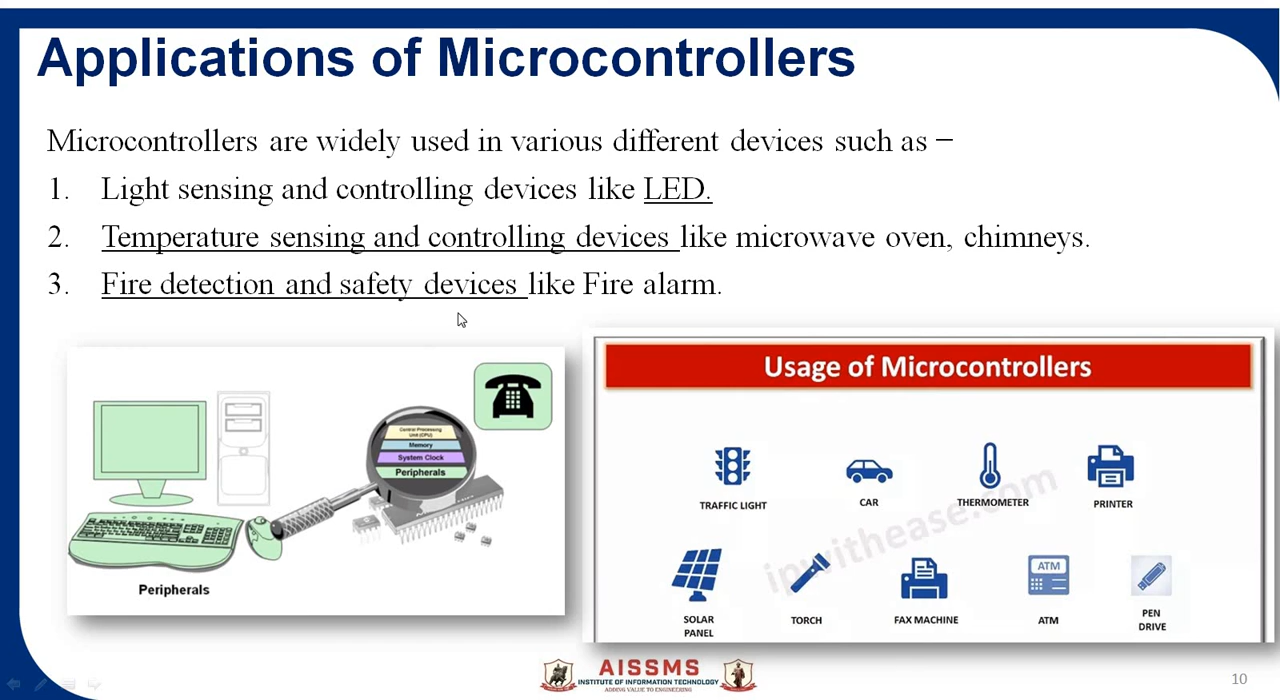 Applications of Microcontrollers
Microcontrollers are widely used in various different devices such as –
1. Light sensing and controlling devices like LED.
2. Temperature sensing and controlling devices like microwave oven, chimneys.
3. Fire detection and safety devices like Fire alarm.
Central Processing
Unit (CPU)
Memory
System Clock
Peripherals
Peripherals
Usage of Microcontrollers
TRAFFIC LIGHT
CAR
THERMOMETER
PRINTER
ipwithease.com
ATM
SOLAR
PANEL
TORCH
FAX MACHINE
ATM
PEN
DRIVE
AISSMS
INSTITUTE OF INFORMATION TECHNOLOGY
ADDING VALUE TO ENGINEERING
10